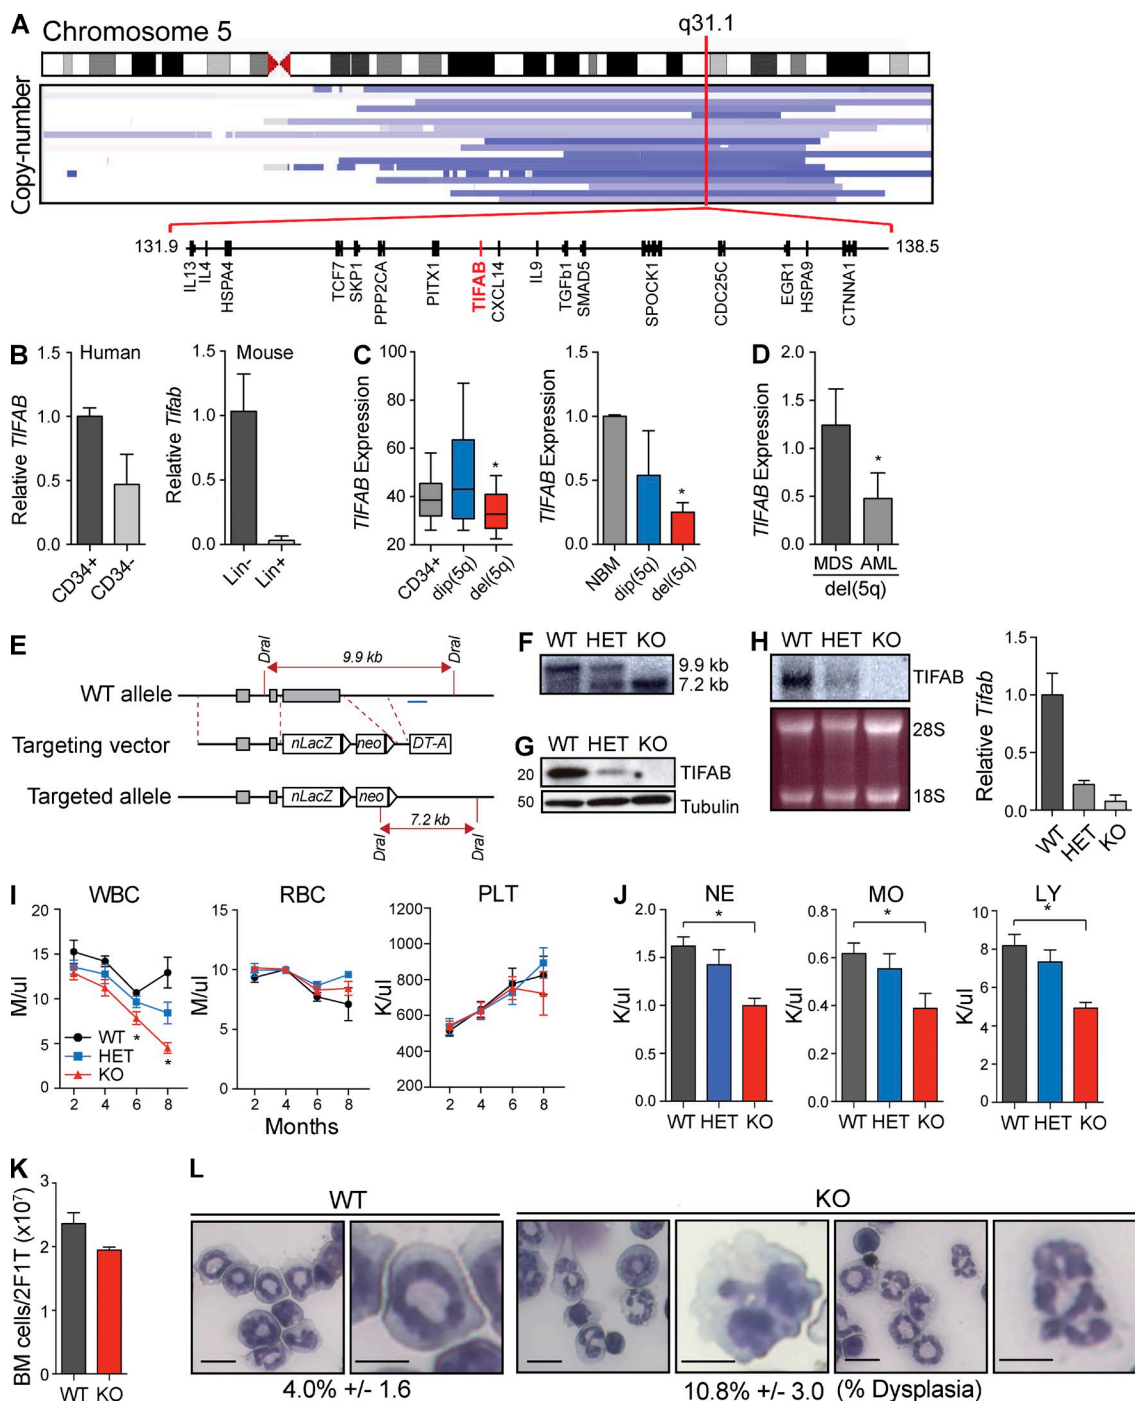 A Chromosome 5 q31.1
Copy-number
131.9 138.5
IL13 IL4 HSPA4 TCF7 SKP1 PPP2CA PITX1 TIFAB CXCL14 IL9 TGFb1 SMAD5 SPOCK1 CDC25C EGR1 HSPA9 CTNNA1
B Human
Relative TIFAB
1.5
1.0
0.5
0.0
CD34+ CD34-
Mouse
Relative Tifab
1.5
1.0
0.5
0.0
Lin- Lin+
C
TIFAB Expression
100
80
60
40
20
CD34+ dip(5q) del(5q)
*
TIFAB Expression
1.5
1.0
0.5
0.0
NBM dip(5q) del(5q)
*
D
TIFAB Expression
2.0
1.5
1.0
0.5
0.0
*
MDS AML
del(5q)
E
DraI 9.9 kb DraI
WT allele
Targeting vector nLacZ neo DT-A
Targeted allele nLacZ neo
DraI 7.2 kb DraI
F WT HET KO
9.9 kb
7.2 kb
G WT HET KO
20 TIFAB
50 Tubulin
H WT HET KO
TIFAB
28S
18S
Relative Tifab
1.5
1.0
0.5
0.0
WT HET KO
I WBC
M/ul
20
15
10
5
0
WT
HET
KO
* *
2 4 6 8
RBC
M/ul
15
10
5
0
2 4 6 8
Months
PLT
K/ul
1200
1000
800
600
400
200
2 4 6 8
J NE
K/ul
2.0
1.5
1.0
0.5
0.0
*
WT HET KO
MO
K/ul
0.8
0.6
0.4
0.2
0.0
*
WT HET KO
LY
K/ul
10
8
6
4
2
0
*
WT HET KO
K
BM cells/2F1T (x10⁷)
3
2
1
0
WT KO
L WT KO
4.0% +/- 1.6 10.8% +/- 3.0 (% Dysplasia)